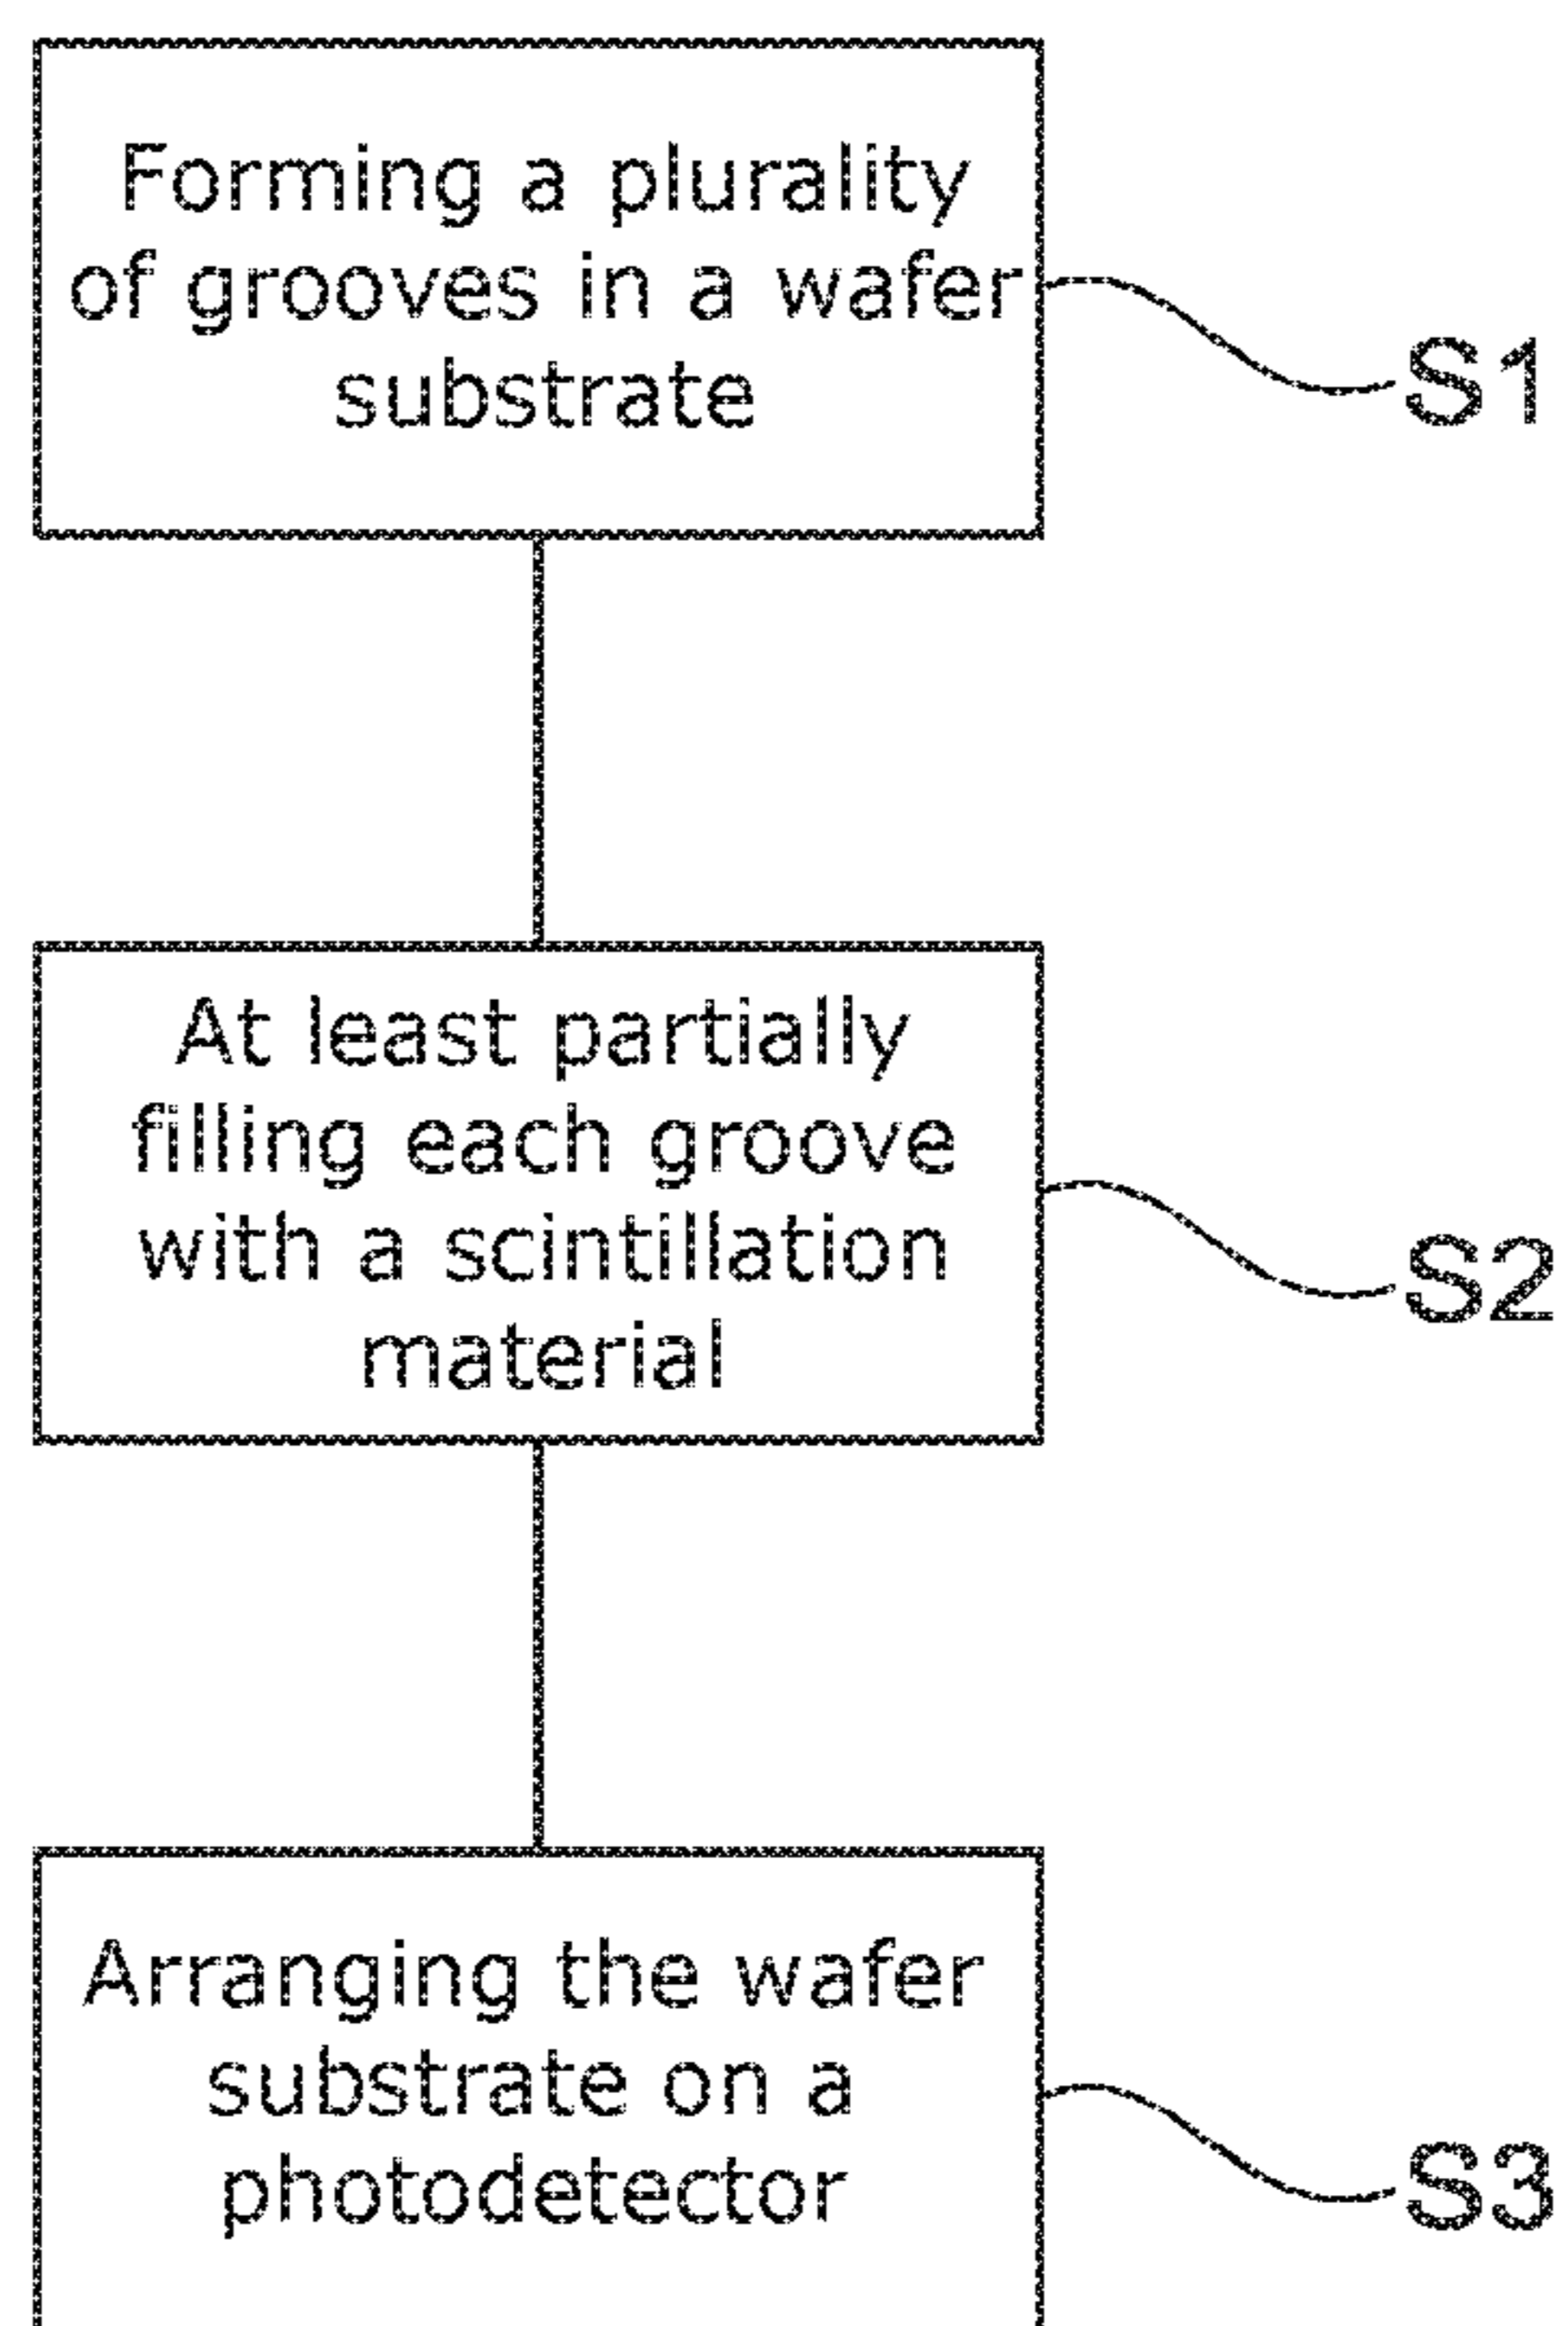 Forming a plurality
of grooves in a wafer
substrate
S1
At least partially
filling each groove
with a scintillation
material
S2
Arranging the wafer
substrate on a
photodetector
S3